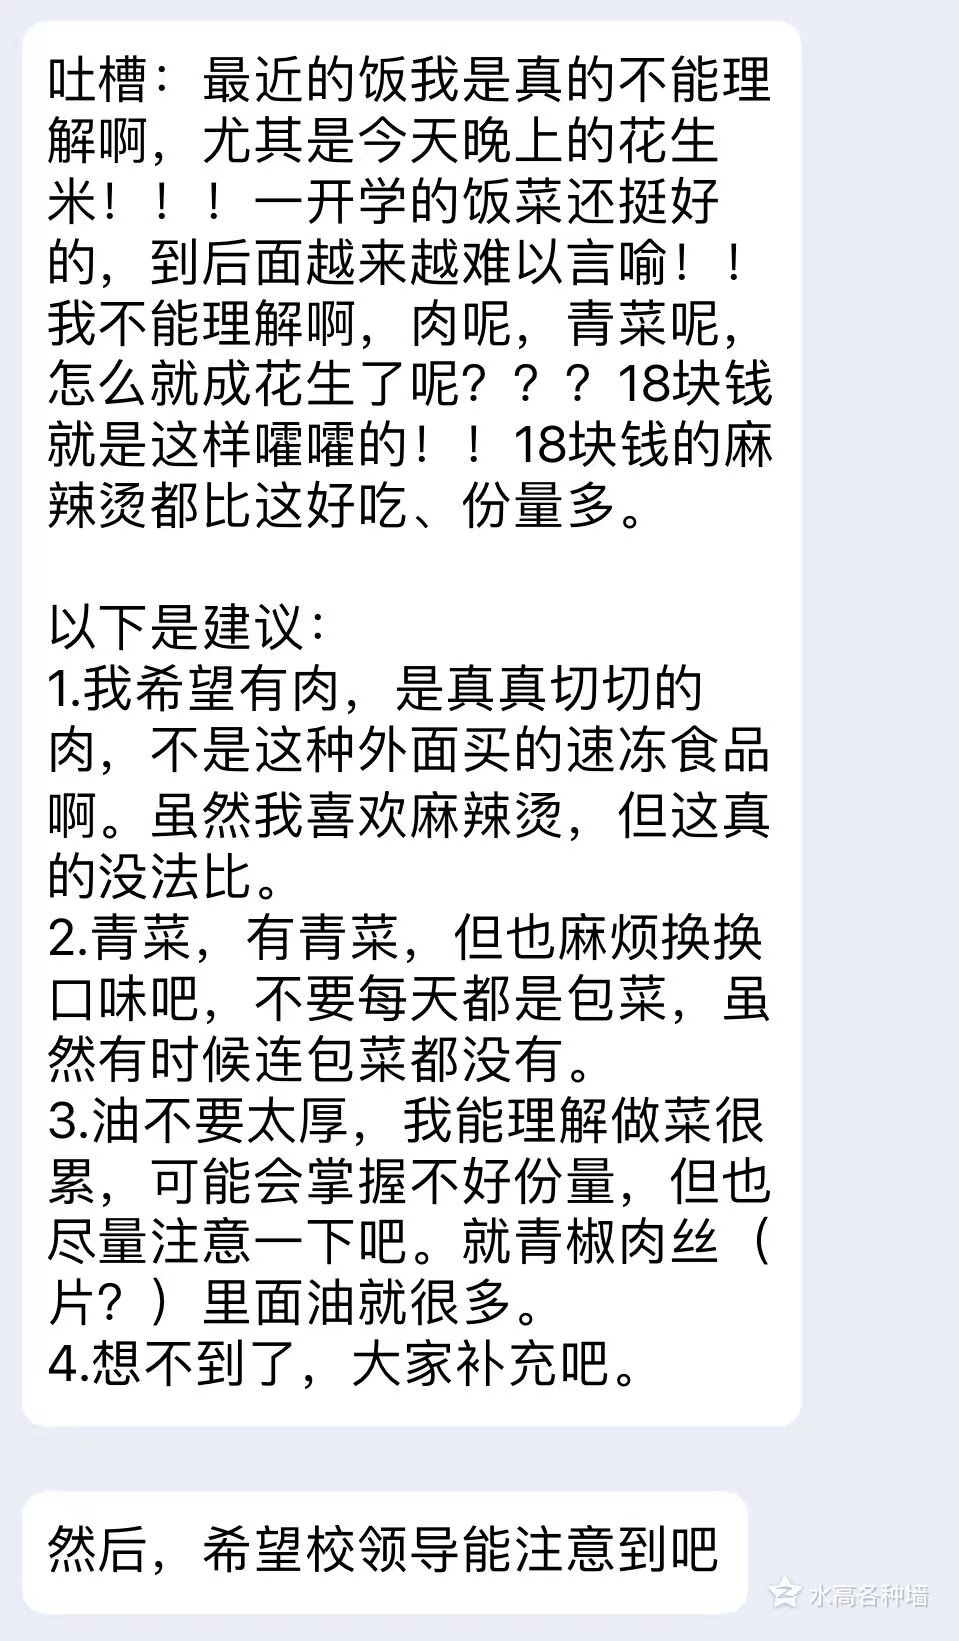 吐槽：最近的饭我是真的不能理
解啊，尤其是今天晚上的花生
米！！！一开学的饭菜还挺好
的，到后面越来越难以言喻！！
我不能理解啊，肉呢，青菜呢，
怎么就成花生了呢？？？18块钱
就是这样嚯嚯的！！18块钱的麻
辣烫都比这好吃、份量多。
以下是建议：
1.我希望有肉，是真真切切的
肉，不是这种外面买的速冻食品
啊。虽然我喜欢麻辣烫，但这真
的没法比。
2.青菜，有青菜，但也麻烦换换
口味吧，不要每天都是包菜，虽
然有时候连包菜都没有。
3.油不要太厚，我能理解做菜很
累，可能会掌握不好份量，但也
尽量注意一下吧。就青椒肉丝（
片？）里面油就很多。
4.想不到了，大家补充吧。
然后，希望校领导能注意到吧
水高各种墙